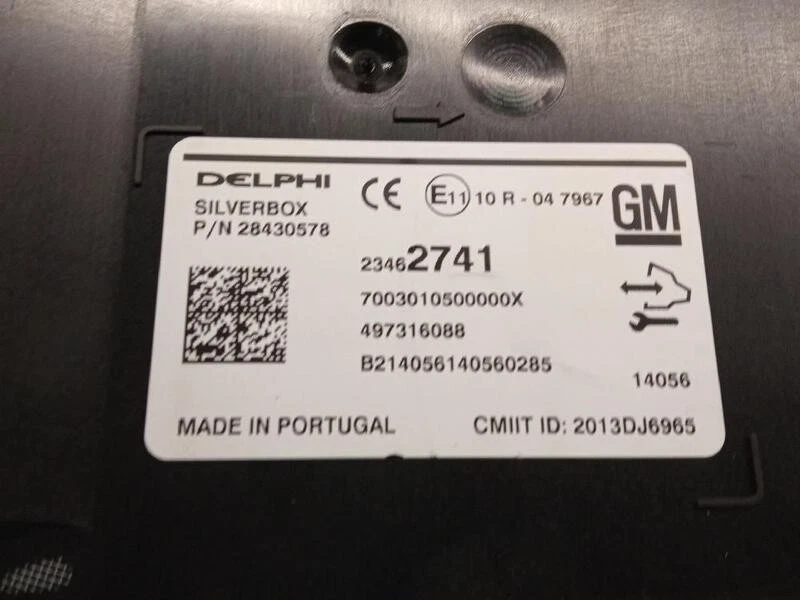 DELPHI
CE
E11 10 R - 04 7967
GM
SILVERBOX
P/N 28430578
23462741
7003010500000X
497316088
B214056140560285
14056
MADE IN PORTUGAL
CMIIT ID: 2013DJ6965